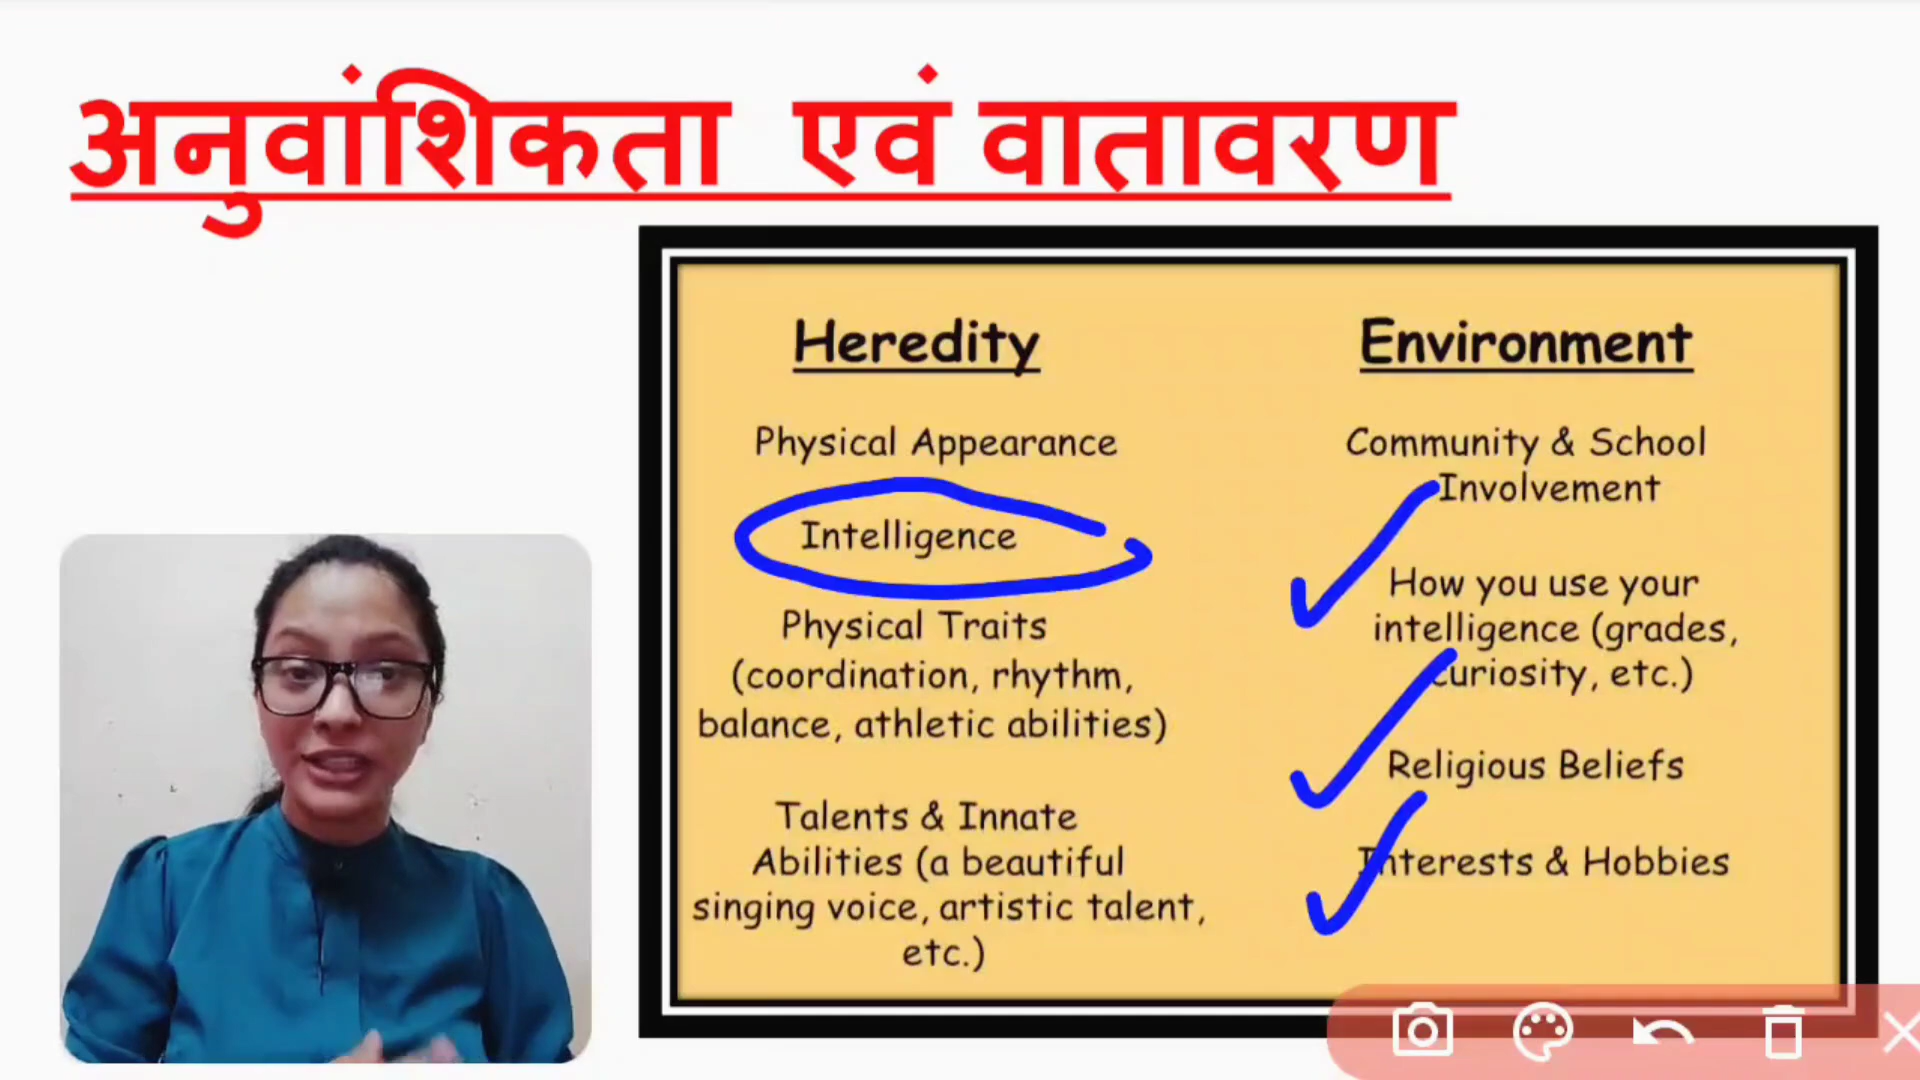 अनुवांशिकता एवं वातावरण
Heredity
Physical Appearance
Intelligence
Physical Traits
(coordination, rhythm,
balance, athletic abilities)
Talents & Innate
Abilities (a beautiful
singing voice, artistic talent,
etc.)
Environment
Community & School
Involvement
How you use your
intelligence (grades,
curiosity, etc.)
Religious Beliefs
Interests & Hobbies